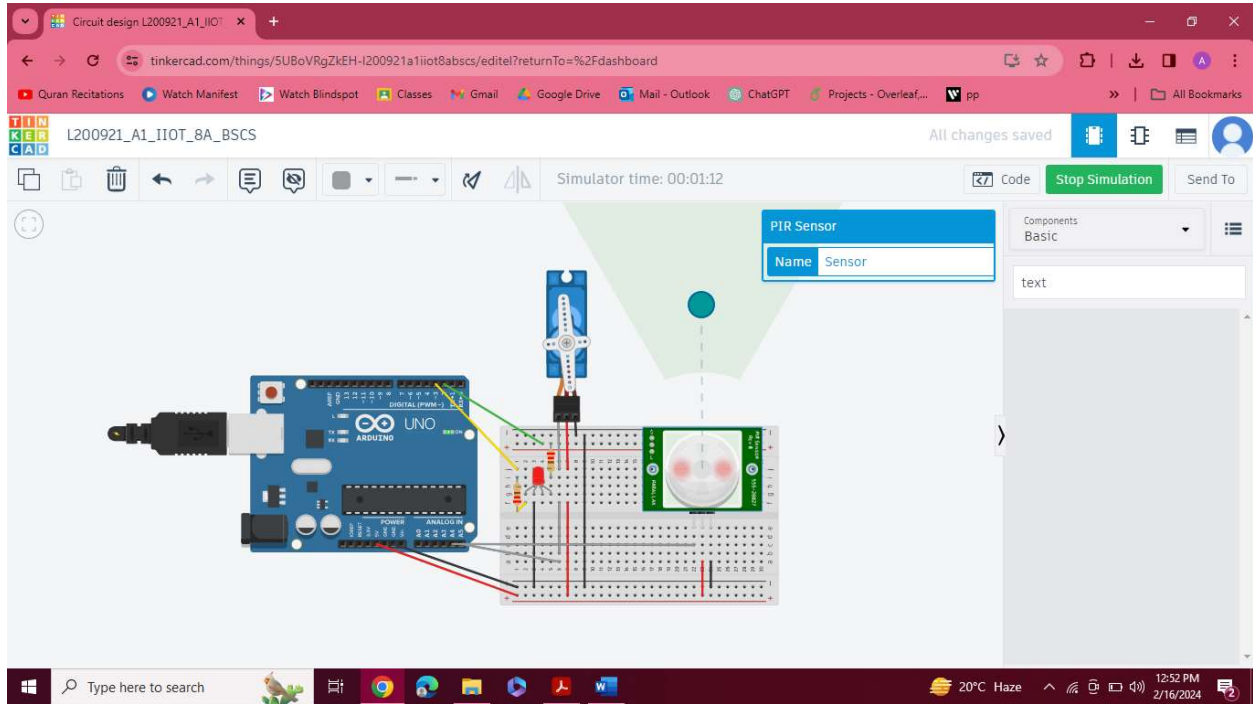 Circuit design L200921_A1_IIOT
tinkercad.com/things/5UBoVRgZkEH-l200921a1iiot8abscs/editel?returnTo=%2Fdashboard
A
Quran Recitations
Watch Manifest
Watch Blindspot
Classes
Gmail
Google Drive
Mail - Outlook
ChatGPT
Projects - Overleaf,...
pp
»
All Bookmarks
TIN
KER
CAD
L200921_A1_IIOT_8A_BSCS
All changes saved
Simulator time: 00:01:12
Code
Stop Simulation
Send To
PIR Sensor
Name
Sensor
Components
Basic
text
DIGITAL (PWM~)
UNO
ARDUINO
ON
POWER
ANALOG IN
PARALLAX
Type here to search
20°C Haze
12:52 PM
2/16/2024
2